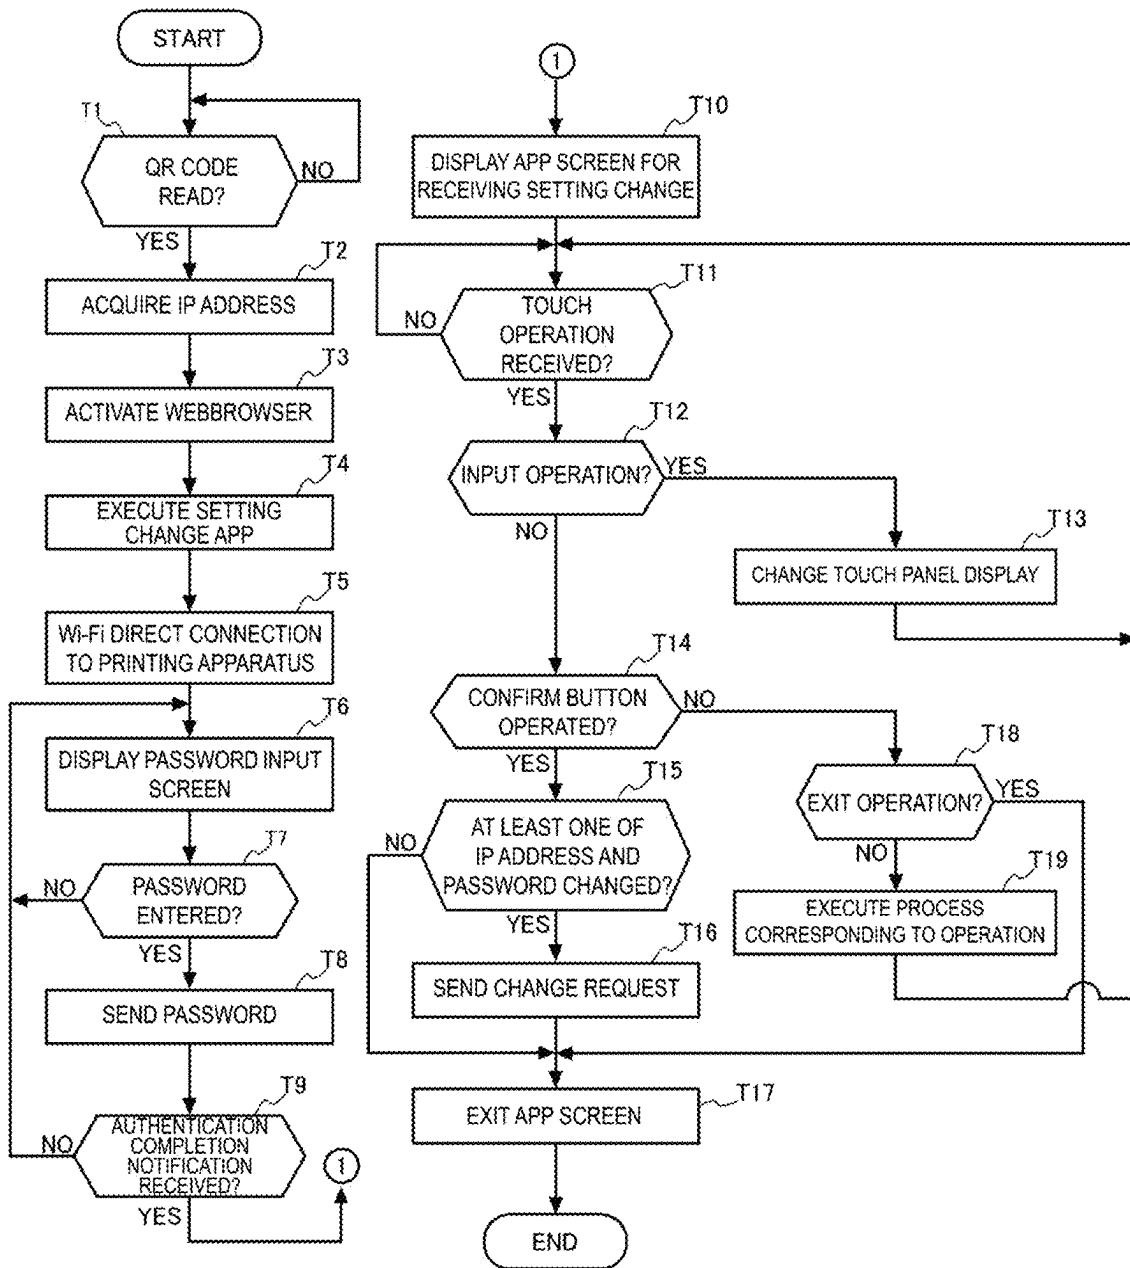 START
T1
QR CODE
READ?
NO
YES
T2
ACQUIRE IP ADDRESS
T3
ACTIVATE WEBBROWSER
T4
EXECUTE SETTING
CHANGE APP
T5
Wi-Fi DIRECT CONNECTION
TO PRINTING APPARATUS
T6
DISPLAY PASSWORD INPUT
SCREEN
T7
NO
PASSWORD
ENTERED?
YES
T8
SEND PASSWORD
T9
NO
AUTHENTICATION
COMPLETION
NOTIFICATION
RECEIVED?
1
YES
1
T10
DISPLAY APP SCREEN FOR
RECEIVING SETTING CHANGE
T11
NO
TOUCH
OPERATION
RECEIVED?
YES
T12
INPUT OPERATION?
YES
NO
T13
CHANGE TOUCH PANEL DISPLAY
T14
CONFIRM BUTTON
OPERATED?
NO
YES
T15
NO
AT LEAST ONE OF
IP ADDRESS AND
PASSWORD CHANGED?
YES
T16
SEND CHANGE REQUEST
T18
EXIT OPERATION?
YES
NO
T19
EXECUTE PROCESS
CORRESPONDING TO OPERATION
T17
EXIT APP SCREEN
END